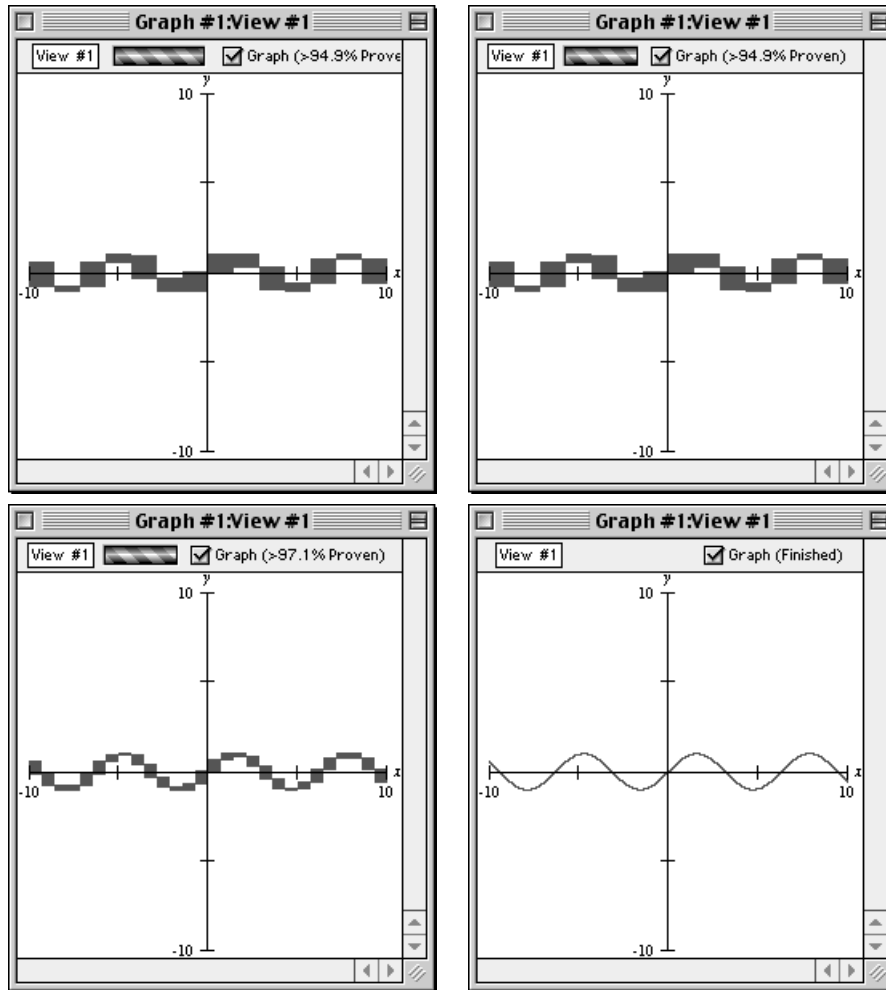 Graph #1:View #1
View #1 Graph (>94.9% Prove
y
10
x
-10 10
-10
Graph #1:View #1
View #1 Graph (>94.9% Proven)
y
10
x
-10 10
-10
Graph #1:View #1
View #1 Graph (>97.1% Proven)
y
10
x
-10 10
-10
Graph #1:View #1
View #1 Graph (Finished)
y
10
x
-10 10
-10